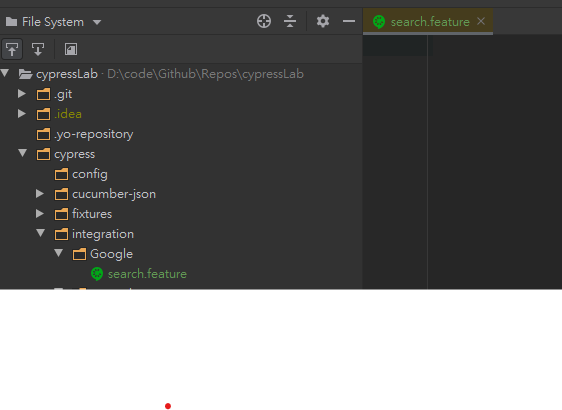 File System
search.feature
cypressLab · D:\code\Github\Repos\cypressLab
.git
.idea
.yo-repository
cypress
config
cucumber-json
fixtures
integration
Google
search.feature